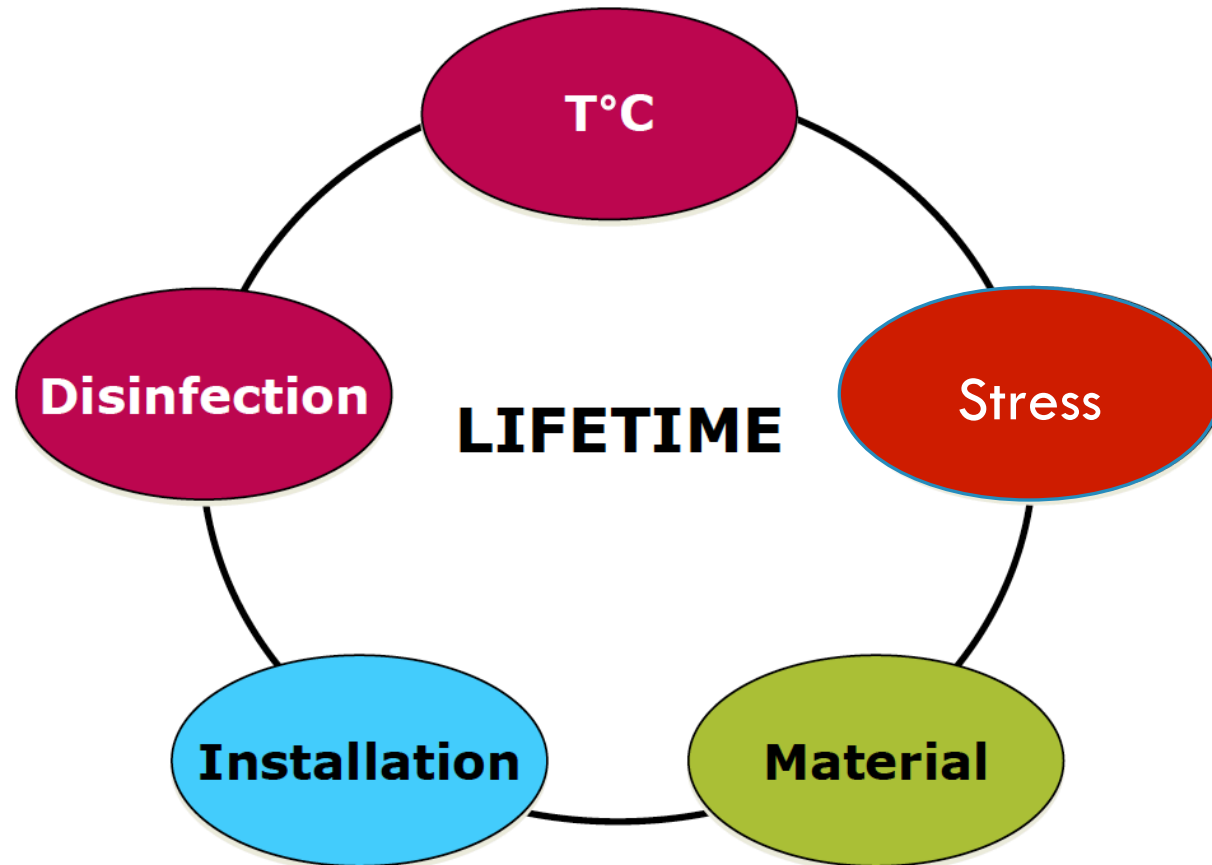 T°C
Disinfection
LIFETIME
Stress
Installation
Material